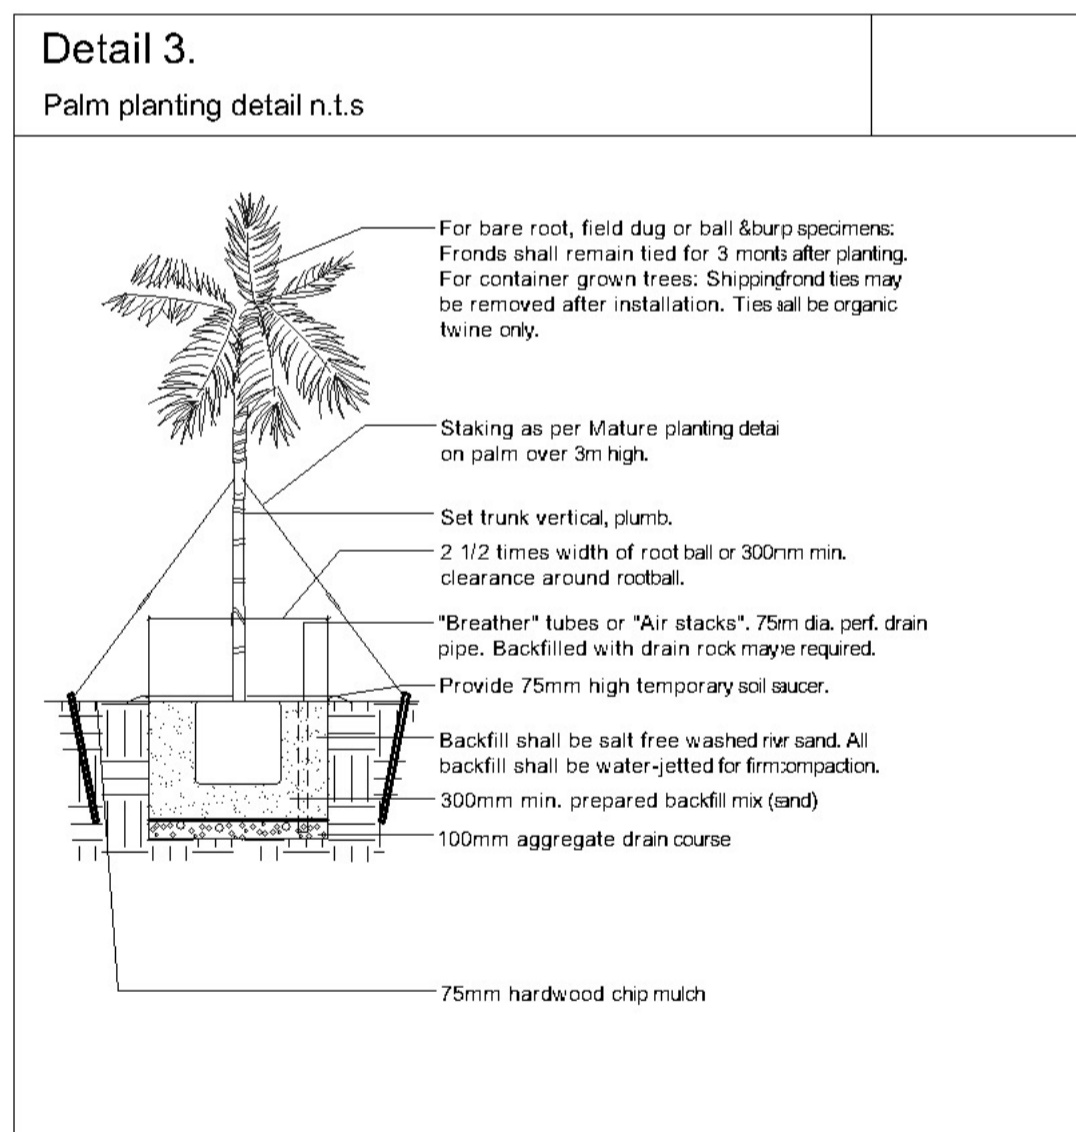 Detail 3.
Palm planting detail n.t.s
For bare root, field dug or ball &burp specimens:
Fronds shall remain tied for 3 monts after planting.
For container grown trees: Shippingfrond ties may
be removed after installation. Ties sall be organic
twine only.
Staking as per Mature planting detai
on palm over 3m high.
Set trunk vertical, plumb.
2 1/2 times width of root ball or 300mm min.
clearance around rootball.
"Breather" tubes or "Air stacks". 75mm dia. perf. drain
pipe. Backfilled with drain rock maybe required.
Provide 75mm high temporary soil saucer.
Backfill shall be salt free washed rivr sand. All
backfill shall be water-jetted for firmcompaction.
300mm min. prepared backfill mix (sand)
100mm aggregate drain course
75mm hardwood chip mulch